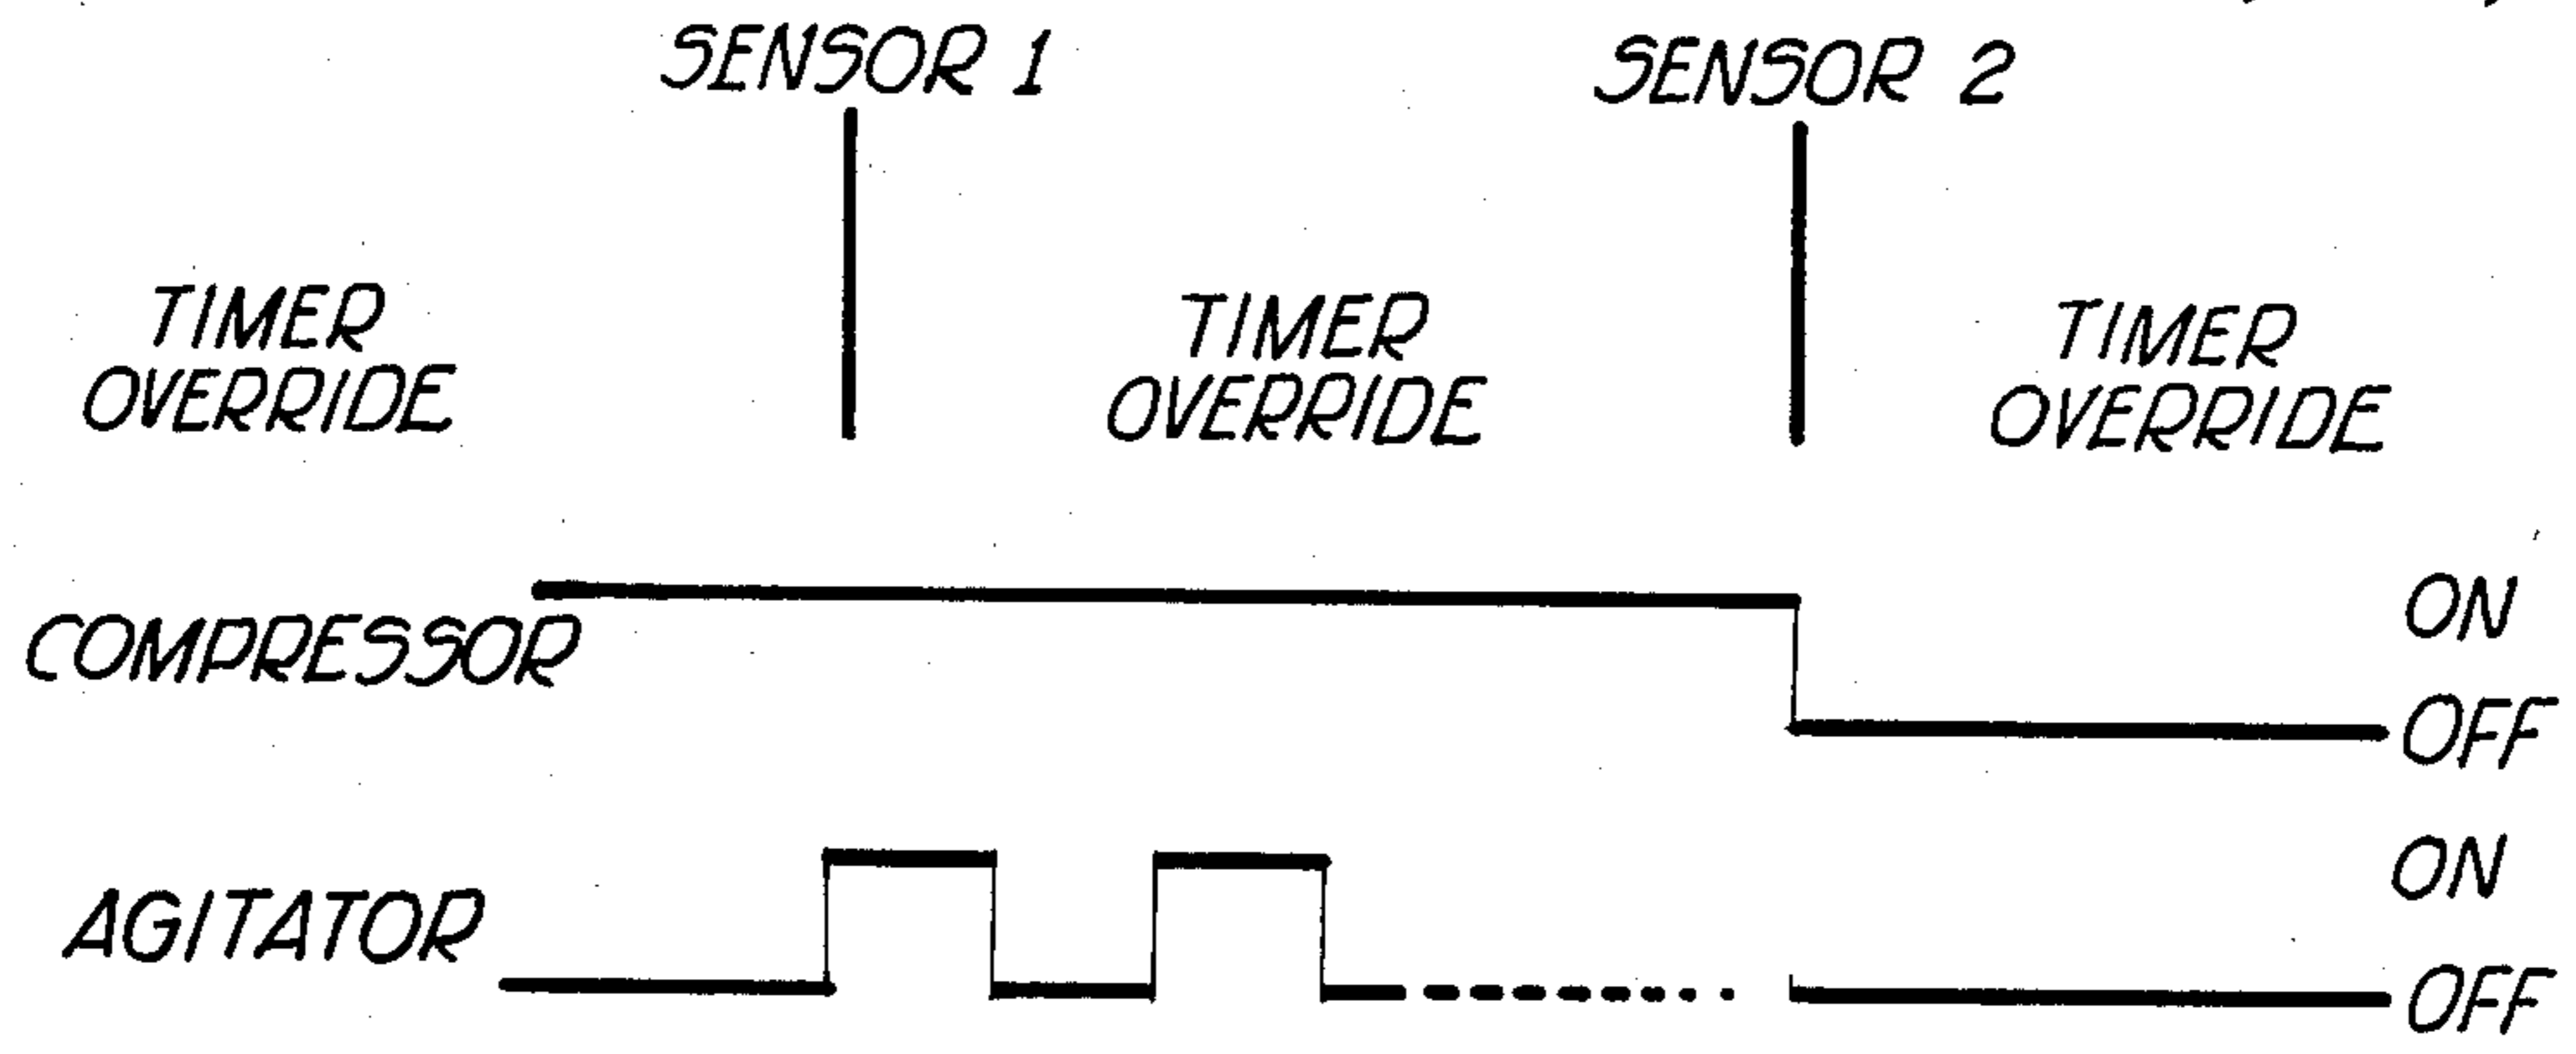 SENSOR 1
SENSOR 2
TIMER
OVERRIDE
TIMER
OVERRIDE
TIMER
OVERRIDE
COMPRESSOR
ON
OFF
AGITATOR
ON
OFF